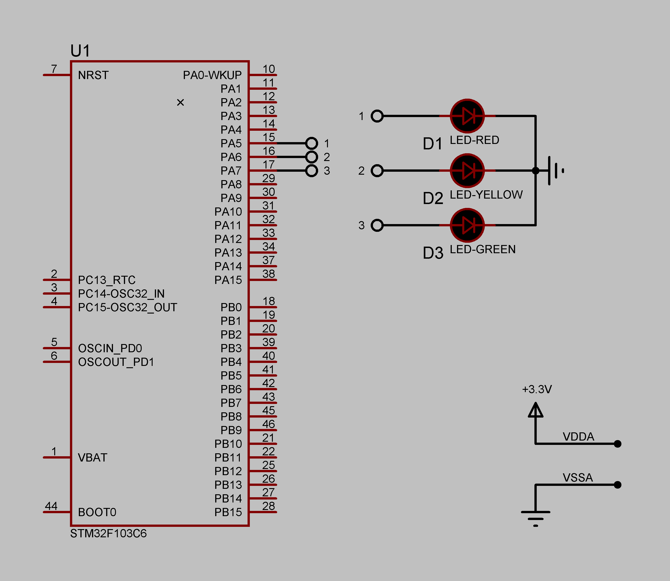 U1
7 NRST PA0-WKUP 10
PA1 11
PA2 12
PA3 13
PA4 14
PA5 15 1
PA6 16 2
PA7 17 3
PA8 29
PA9 30
PA10 31
PA11 32
PA12 33
PA13 34
PA14 37
2 PC13_RTC PA15 38
3 PC14-OSC32_IN
4 PC15-OSC32_OUT PB0 18
PB1 19
PB2 20
5 OSCIN_PD0 PB3 39
6 OSCOUT_PD1 PB4 40
PB5 41
PB6 42
PB7 43
PB8 45
PB9 46
PB10 21
1 VBAT PB11 22
PB12 25
PB13 26
PB14 27
44 BOOT0 PB15 28
STM32F103C6
1
D1 LED-RED
2
D2 LED-YELLOW
3
D3 LED-GREEN
+3.3V
VDDA
VSSA